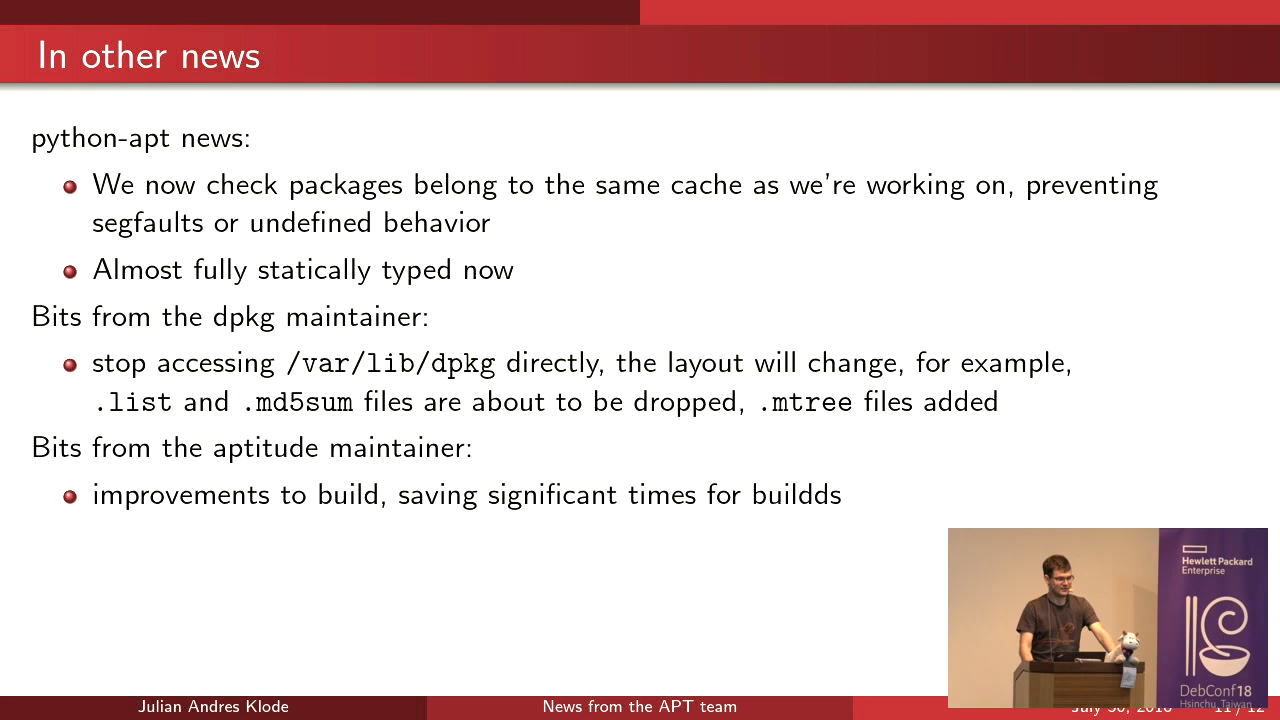 In other news
python-apt news:
We now check packages belong to the same cache as we're working on, preventing
segfaults or undefined behavior
Almost fully statically typed now
Bits from the dpkg maintainer:
stop accessing /var/lib/dpkg directly, the layout will change, for example,
.list and .md5sum files are about to be dropped, .mtree files added
Bits from the aptitude maintainer:
improvements to build, saving significant times for buildds
Hewlett Packard
Enterprise
DebConf18
Hsinchu, Taiwan
Julian Andres Klode
News from the APT team